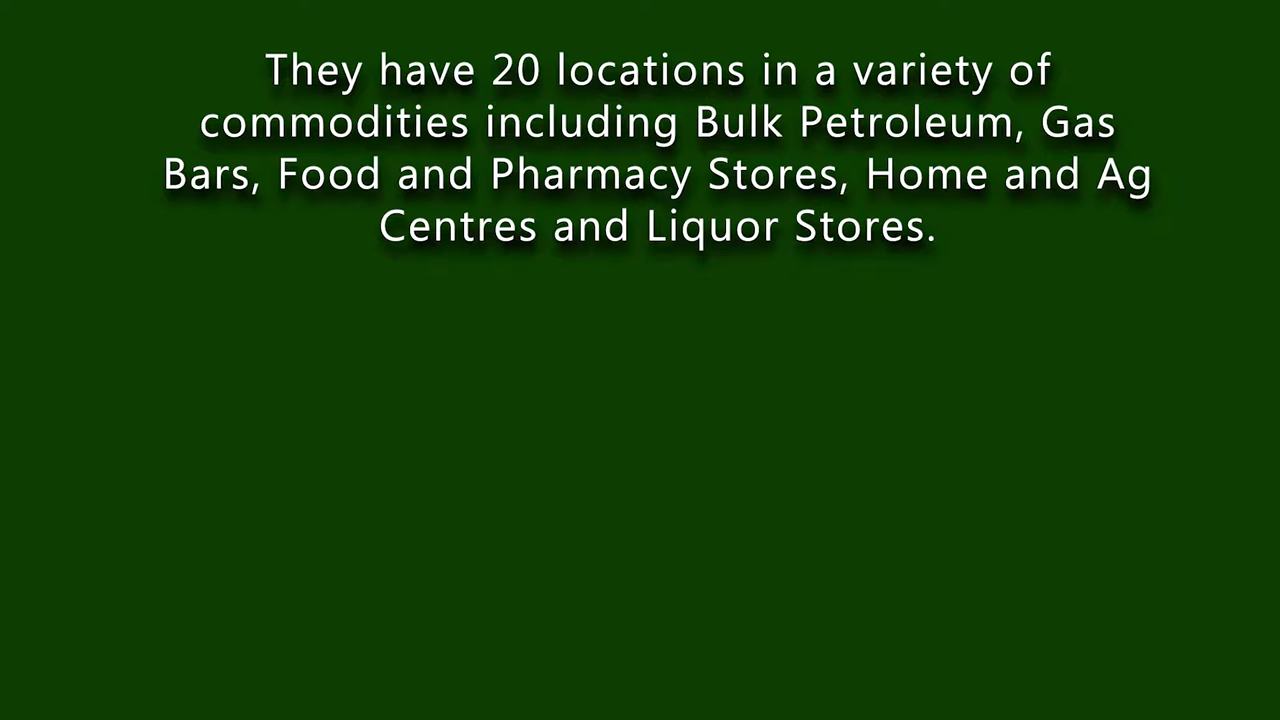 They have 20 locations in a variety of
commodities including Bulk Petroleum, Gas
Bars, Food and Pharmacy Stores, Home and Ag
Centres and Liquor Stores.